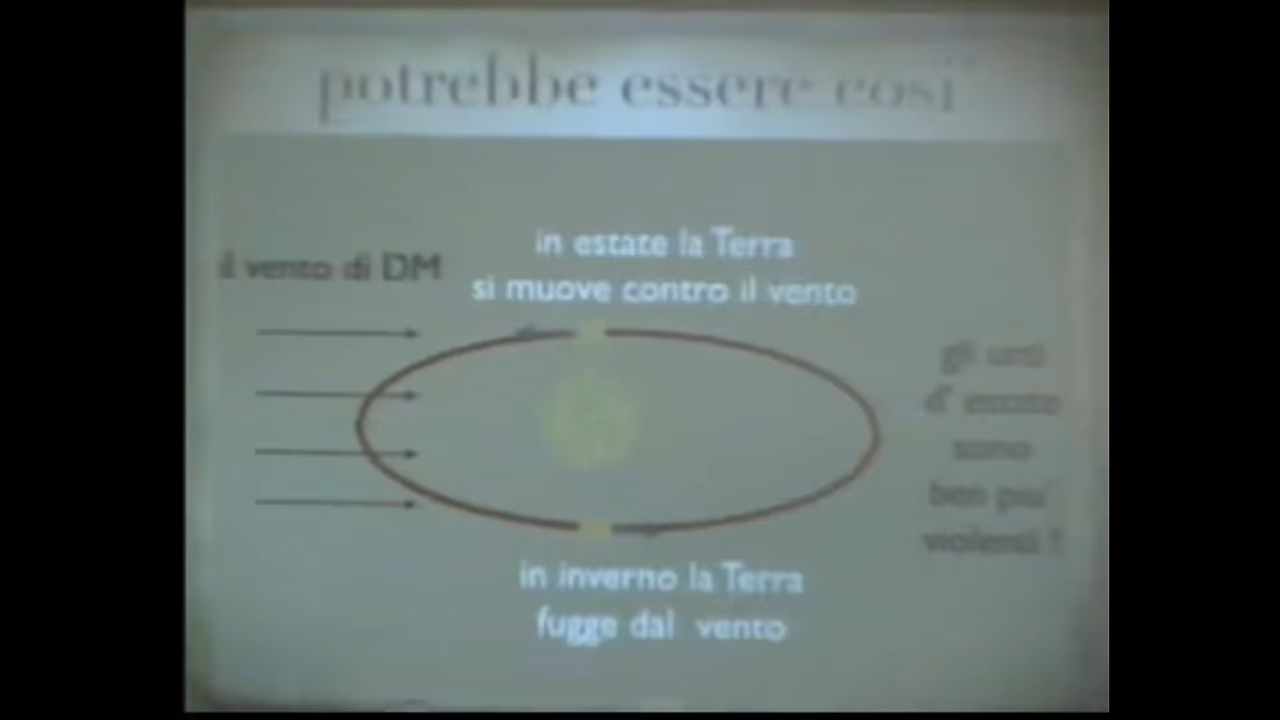 potrebbe essere così
in estate la Terra
si muove contro il vento
il vento di DM
gli urti
d' estate
sono
ben piu'
violenti !
in inverno la Terra
fugge dal vento